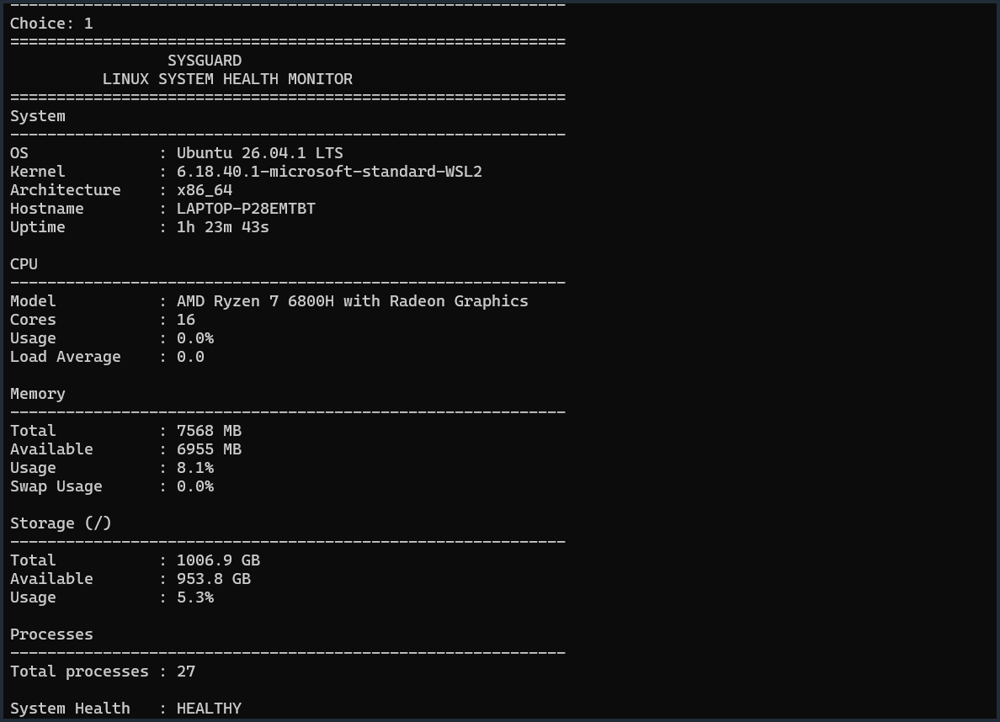 ------------------------------------------------------------
Choice: 1
============================================================
                 SYSGUARD
          LINUX SYSTEM HEALTH MONITOR
============================================================
System
------------------------------------------------------------
OS              : Ubuntu 26.04.1 LTS
Kernel          : 6.18.40.1-microsoft-standard-WSL2
Architecture    : x86_64
Hostname        : LAPTOP-P28EMTBT
Uptime          : 1h 23m 43s

CPU
------------------------------------------------------------
Model           : AMD Ryzen 7 6800H with Radeon Graphics
Cores           : 16
Usage           : 0.0%
Load Average    : 0.0

Memory
------------------------------------------------------------
Total           : 7568 MB
Available       : 6955 MB
Usage           : 8.1%
Swap Usage      : 0.0%

Storage (/)
------------------------------------------------------------
Total           : 1006.9 GB
Available       : 953.8 GB
Usage           : 5.3%

Processes
------------------------------------------------------------
Total processes : 27

System Health   : HEALTHY